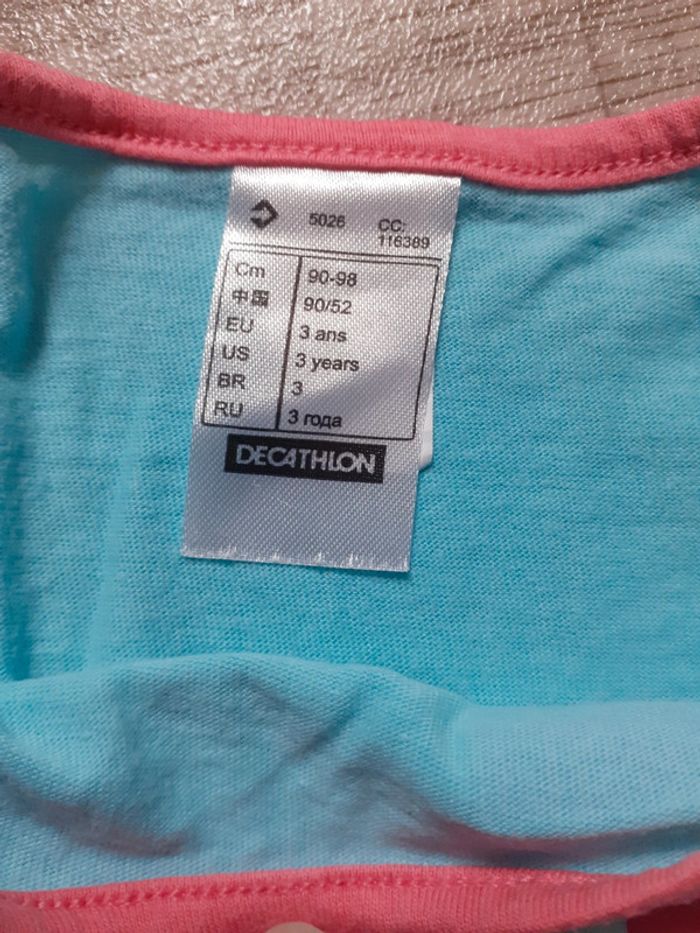 5026 CC:
116389
Cm 90-98
中国 90/52
EU 3 ans
US 3 years
BR 3
RU 3 года
DECATHLON